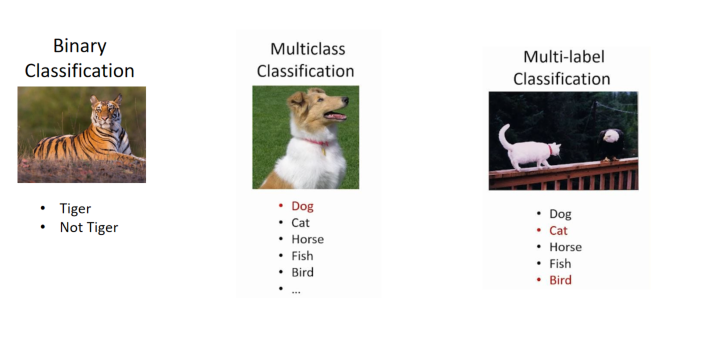 Binary
Classification
• Tiger
• Not Tiger
Multiclass
Classification
• Dog
• Cat
• Horse
• Fish
• Bird
• ...
Multi-label
Classification
• Dog
• Cat
• Horse
• Fish
• Bird